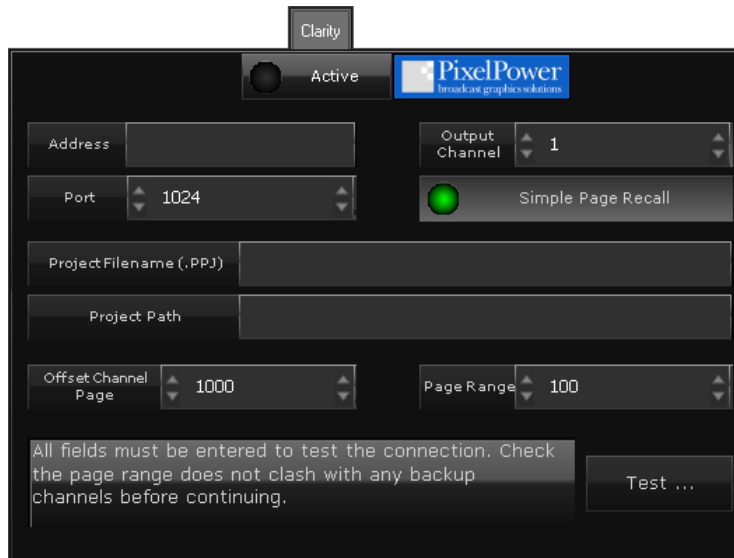 Clarity
Active
PixelPower
broadcast graphics solutions
Address
Output
Channel
1
Port
1024
Simple Page Recall
Project Filename (.PPJ)
Project Path
Offset Channel
Page
1000
Page Range
100
All fields must be entered to test the connection. Check
the page range does not clash with any backup
channels before continuing.
Test ...